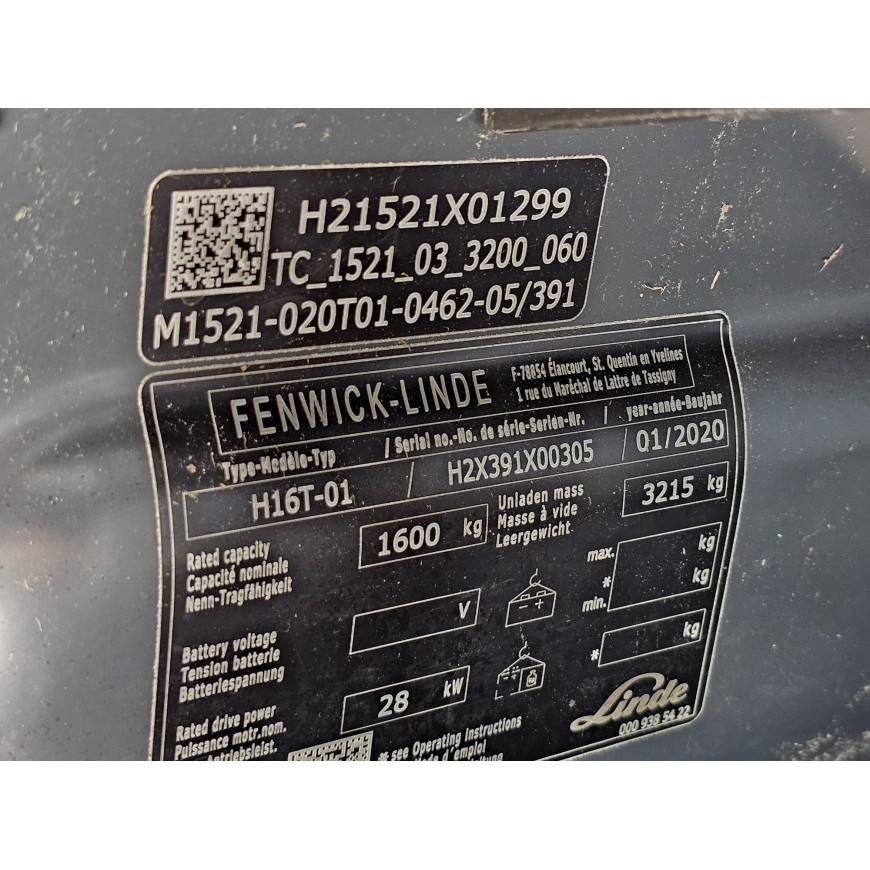 H21521X01299
TC_1521_03_3200_060
M1521-020T01-0462-05/391
FENWICK-LINDE
F-78854 Élancourt, St. Quentin en Yvelines
1 rue du Maréchal de Lattre de Tassigny
Type-Modèle-Typ / Serial no.-No. de série-Serien-Nr. / year-année-Baujahr
H16T-01 / H2X391X00305 / 01/2020
Rated capacity
Capacité nominale
Nenn-Tragfähigkeit
1600 kg
Unladen mass
Masse à vide
Leergewicht
3215 kg
Battery voltage
Tension batterie
Batteriespannung
V
- +
max. kg
* kg
min.
* kg
Rated drive power
Puissance motr.nom.
28 kW
*see Operating Instructions
d'emploi
Linde
000 938 54 22